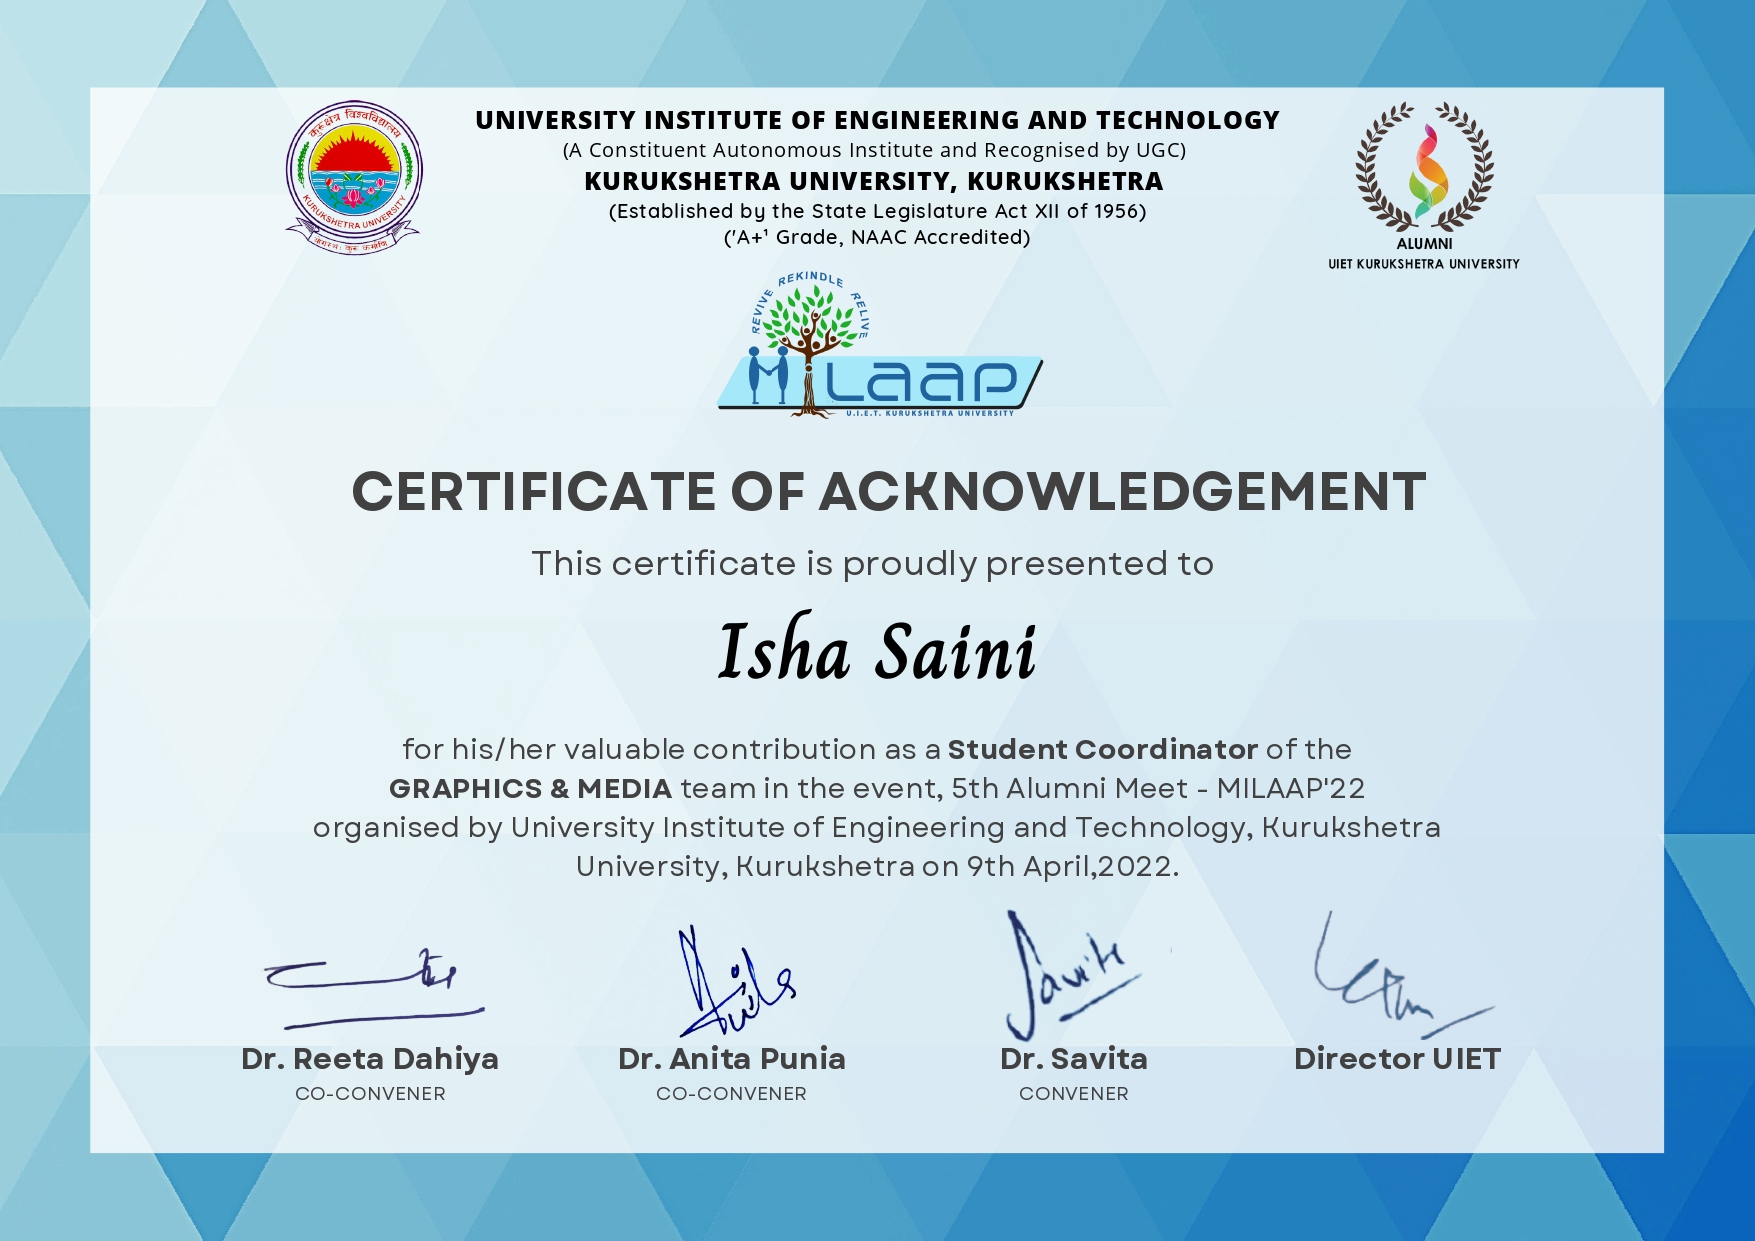 कुरुक्षेत्र विश्वविद्यालय
KURUKSHETRA UNIVERSITY
UNIVERSITY INSTITUTE OF ENGINEERING AND TECHNOLOGY
(A Constituent Autonomous Institute and Recognised by UGC)
KURUKSHETRA UNIVERSITY, KURUKSHETRA
(Established by the State Legislature Act XII of 1956)
('A+' Grade, NAAC Accredited)
ALUMNI
UIET KURUKSHETRA UNIVERSITY
REVIVE REKINDLE RELIVE
MILAAP
U.I.E.T. KURUKSHETRA UNIVERSITY
CERTIFICATE OF ACKNOWLEDGEMENT
This certificate is proudly presented to
Isha Saini
for his/her valuable contribution as a Student Coordinator of the
GRAPHICS & MEDIA team in the event, 5th Alumni Meet - MILAAP'22
organised by University Institute of Engineering and Technology, Kurukshetra
University, Kurukshetra on 9th April,2022.
Savita
Dr. Reeta Dahiya
CO-CONVENER
Dr. Anita Punia
CO-CONVENER
Dr. Savita
CONVENER
Director UIET